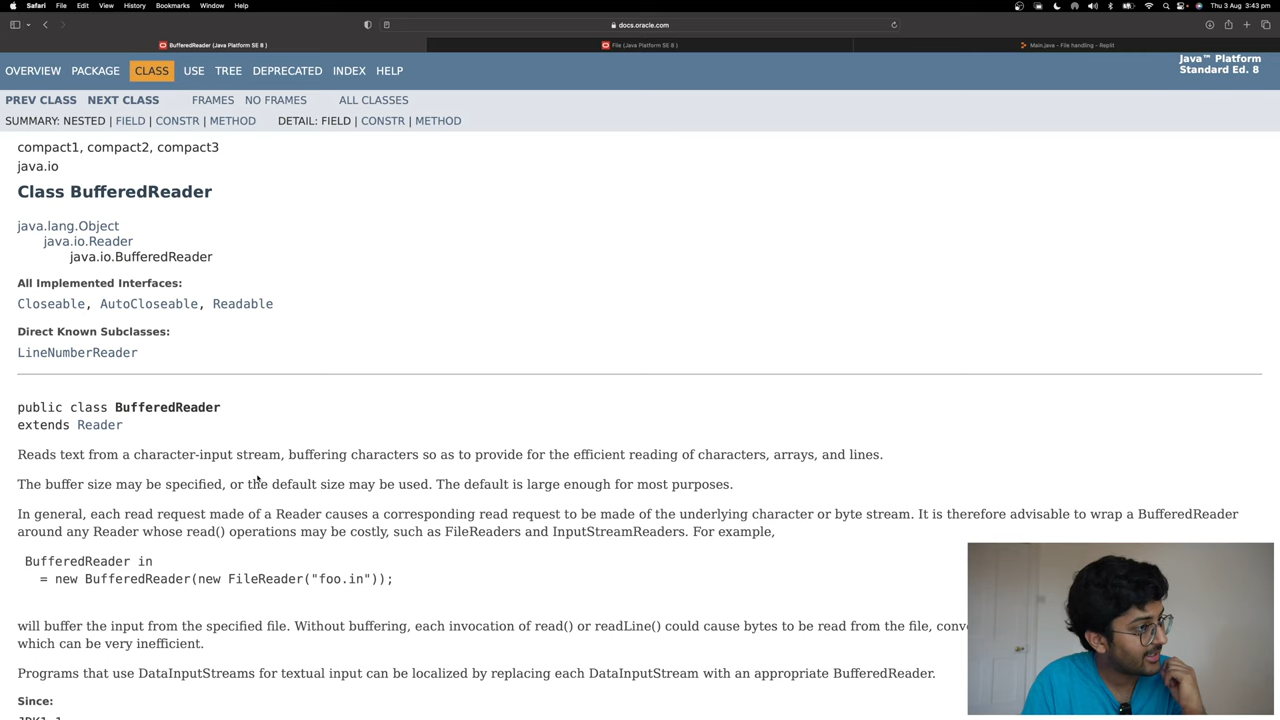 Safari File Edit View History Bookmarks Window Help Thu 3 Aug 3:43 pm
docs.oracle.com
BufferedReader (Java Platform SE 8 ) File (Java Platform SE 8 ) Main.java - File handling - Replit
OVERVIEW PACKAGE CLASS USE TREE DEPRECATED INDEX HELP
Java™ Platform
Standard Ed. 8
PREV CLASS NEXT CLASS FRAMES NO FRAMES ALL CLASSES
SUMMARY: NESTED | FIELD | CONSTR | METHOD DETAIL: FIELD | CONSTR | METHOD
compact1, compact2, compact3
java.io
Class BufferedReader
java.lang.Object
java.io.Reader
java.io.BufferedReader
All Implemented Interfaces:
Closeable, AutoCloseable, Readable
Direct Known Subclasses:
LineNumberReader
public class BufferedReader
extends Reader
Reads text from a character-input stream, buffering characters so as to provide for the efficient reading of characters, arrays, and lines.
The buffer size may be specified, or the default size may be used. The default is large enough for most purposes.
In general, each read request made of a Reader causes a corresponding read request to be made of the underlying character or byte stream. It is therefore advisable to wrap a BufferedReader
around any Reader whose read() operations may be costly, such as FileReaders and InputStreamReaders. For example,
BufferedReader in
= new BufferedReader(new FileReader("foo.in"));
will buffer the input from the specified file. Without buffering, each invocation of read() or readLine() could cause bytes to be read from the file, conv
which can be very inefficient.
Programs that use DataInputStreams for textual input can be localized by replacing each DataInputStream with an appropriate BufferedReader.
Since: